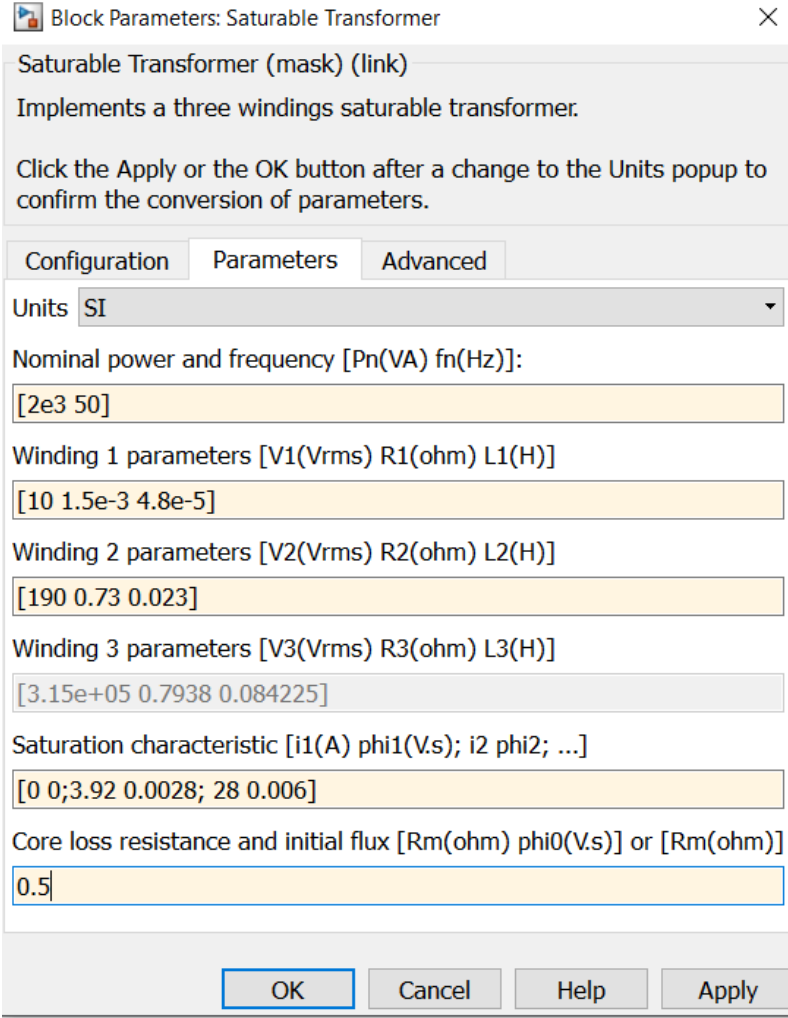 Block Parameters: Saturable Transformer
Saturable Transformer (mask) (link)
Implements a three windings saturable transformer.
Click the Apply or the OK button after a change to the Units popup to
confirm the conversion of parameters.
Configuration Parameters Advanced
Units SI
Nominal power and frequency [Pn(VA) fn(Hz)]:
[2e3 50]
Winding 1 parameters [V1(Vrms) R1(ohm) L1(H)]
[10 1.5e-3 4.8e-5]
Winding 2 parameters [V2(Vrms) R2(ohm) L2(H)]
[190 0.73 0.023]
Winding 3 parameters [V3(Vrms) R3(ohm) L3(H)]
[3.15e+05 0.7938 0.084225]
Saturation characteristic [i1(A) phi1(V.s); i2 phi2; ...]
[0 0;3.92 0.0028; 28 0.006]
Core loss resistance and initial flux [Rm(ohm) phi0(V.s)] or [Rm(ohm)]
0.5
OK Cancel Help Apply